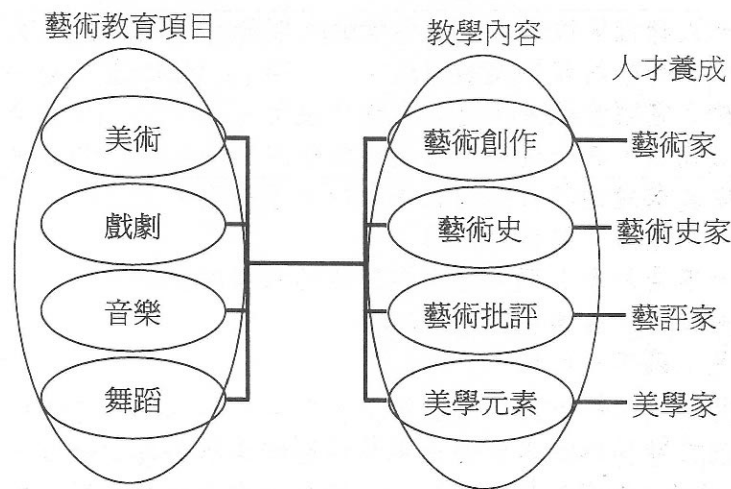 藝術教育項目
教學內容
人才養成
美術
藝術創作
藝術家
戲劇
藝術史
藝術史家
音樂
藝術批評
藝評家
舞蹈
美學元素
美學家